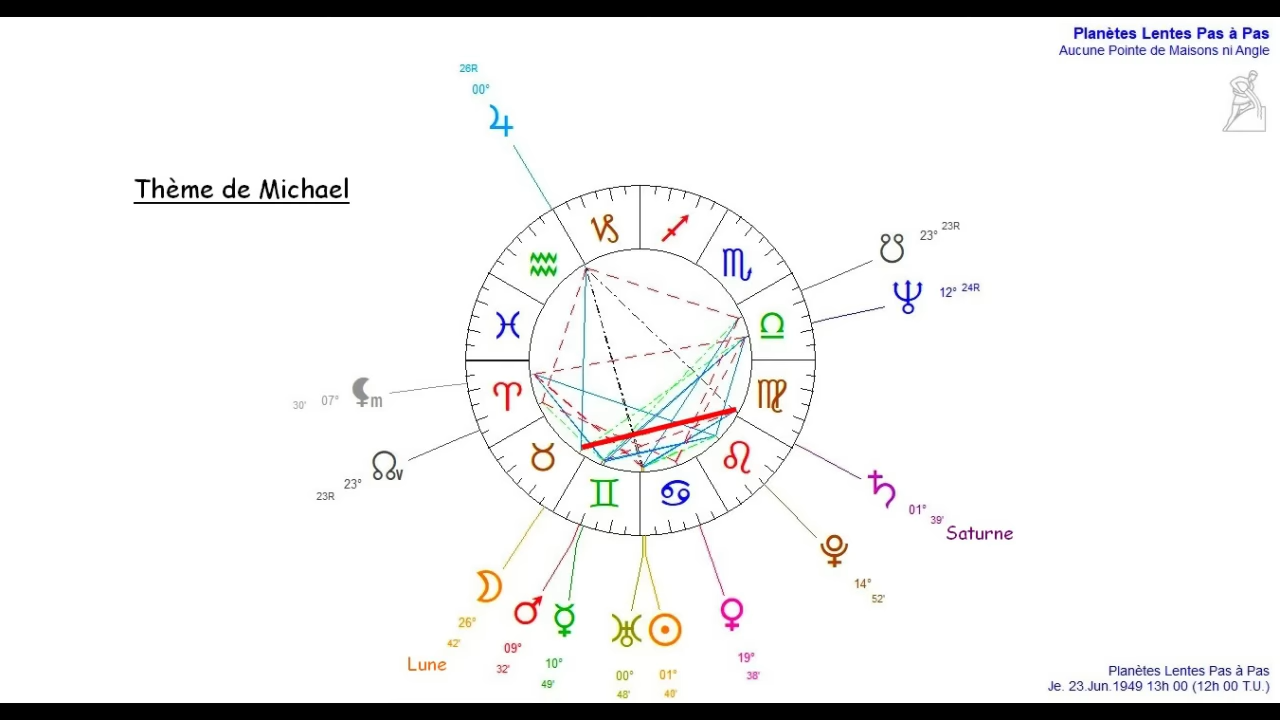 Planètes Lentes Pas à Pas
Aucune Pointe de Maisons ni Angle
26R
00°
Thème de Michael
23° 23R
12° 24R
30' 07° m
23R 23° v
01°
39'
Saturne
14°
52'
26°
42'
Lune
09°
32'
10°
49'
00°
48'
01°
40'
19°
38'
Planètes Lentes Pas à Pas
Je. 23.Jun.1949 13h 00 (12h 00 T.U.)